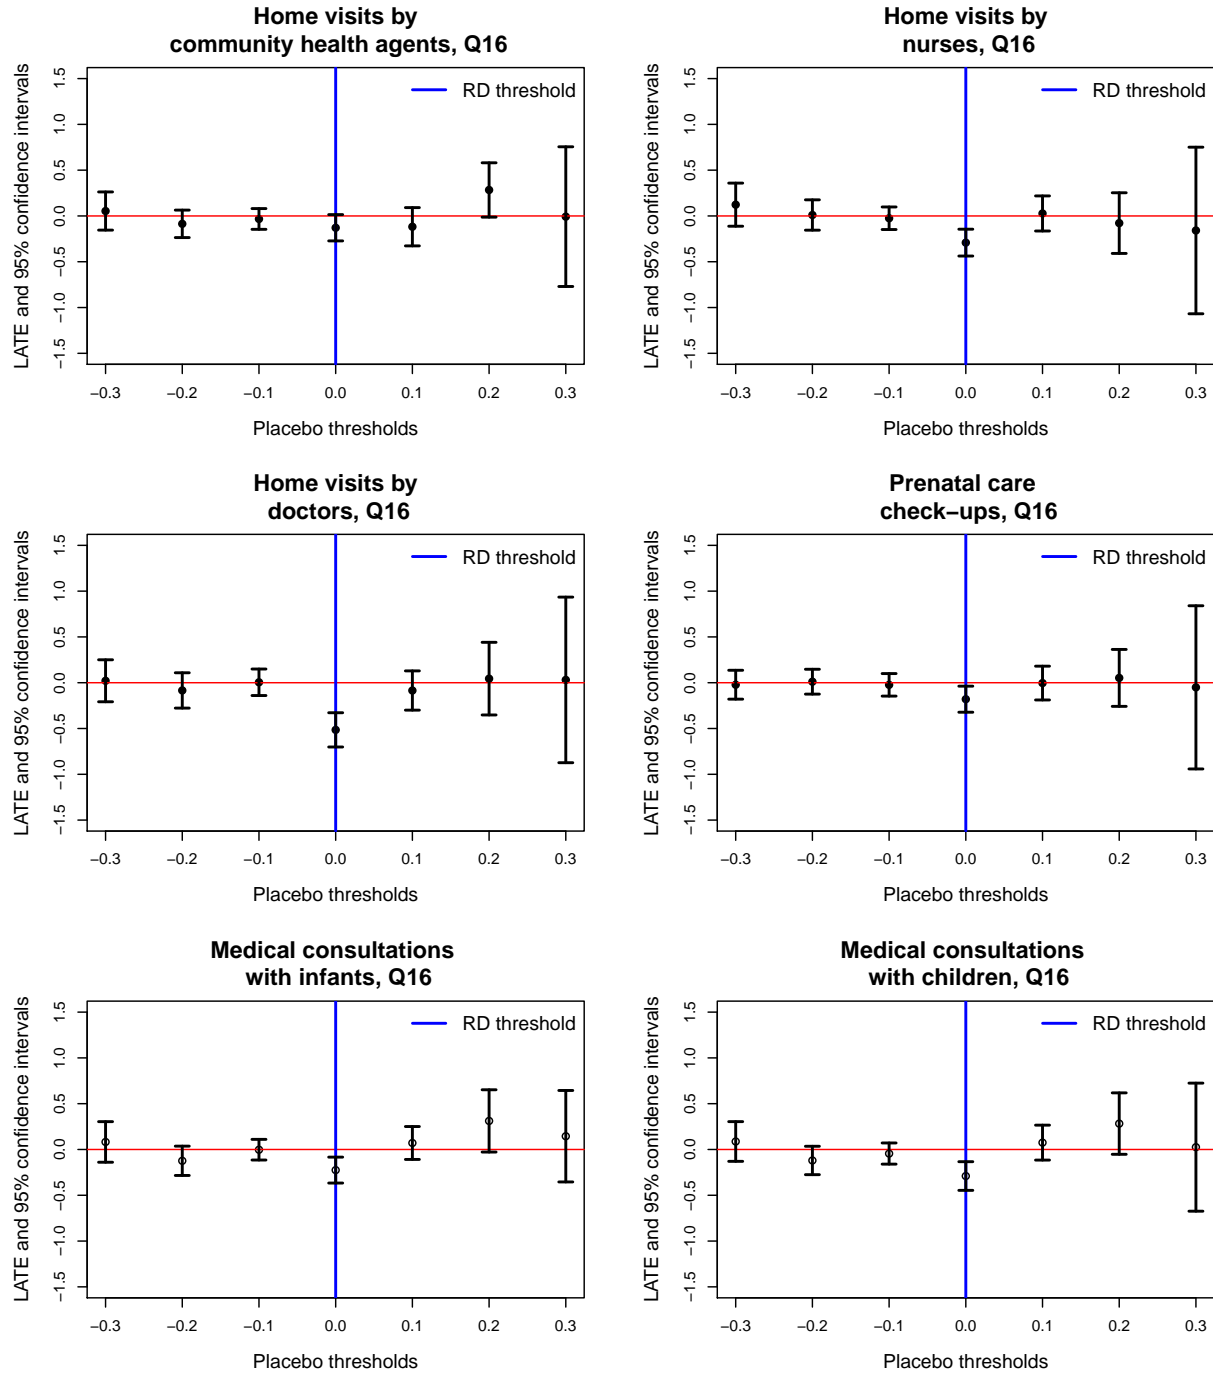 Home visits by
community health agents, Q16
LATE and 95% confidence intervals
1.5
1.0
0.5
0.0
−0.5
−1.0
−1.5
RD threshold
−0.3 −0.2 −0.1 0.0 0.1 0.2 0.3
Placebo thresholds
Home visits by
nurses, Q16
LATE and 95% confidence intervals
1.5
1.0
0.5
0.0
−0.5
−1.0
−1.5
RD threshold
−0.3 −0.2 −0.1 0.0 0.1 0.2 0.3
Placebo thresholds
Home visits by
doctors, Q16
LATE and 95% confidence intervals
1.5
1.0
0.5
0.0
−0.5
−1.0
−1.5
RD threshold
−0.3 −0.2 −0.1 0.0 0.1 0.2 0.3
Placebo thresholds
Prenatal care
check−ups, Q16
LATE and 95% confidence intervals
1.5
1.0
0.5
0.0
−0.5
−1.0
−1.5
RD threshold
−0.3 −0.2 −0.1 0.0 0.1 0.2 0.3
Placebo thresholds
Medical consultations
with infants, Q16
LATE and 95% confidence intervals
1.5
1.0
0.5
0.0
−0.5
−1.0
−1.5
RD threshold
−0.3 −0.2 −0.1 0.0 0.1 0.2 0.3
Placebo thresholds
Medical consultations
with children, Q16
LATE and 95% confidence intervals
1.5
1.0
0.5
0.0
−0.5
−1.0
−1.5
RD threshold
−0.3 −0.2 −0.1 0.0 0.1 0.2 0.3
Placebo thresholds